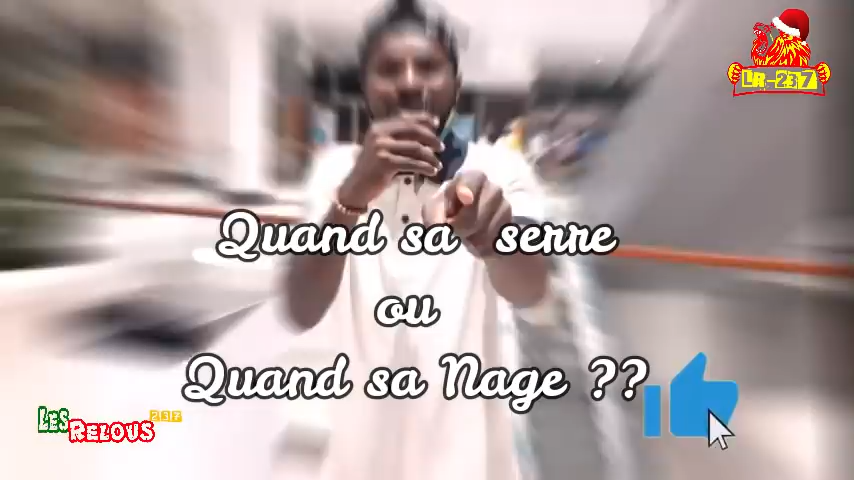 LR-237
Quand sa serre
ou
Quand sa Nage ??
LES
RELOUS
237